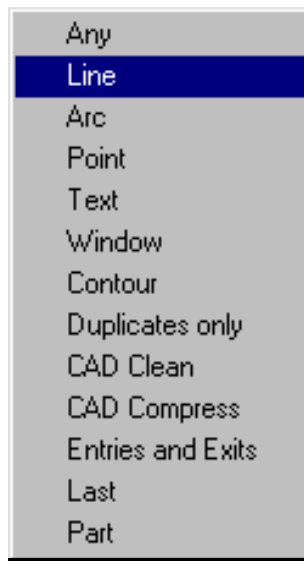 Any
Line
Arc
Point
Text
Window
Contour
Duplicates only
CAD Clean
CAD Compress
Entries and Exits
Last
Part